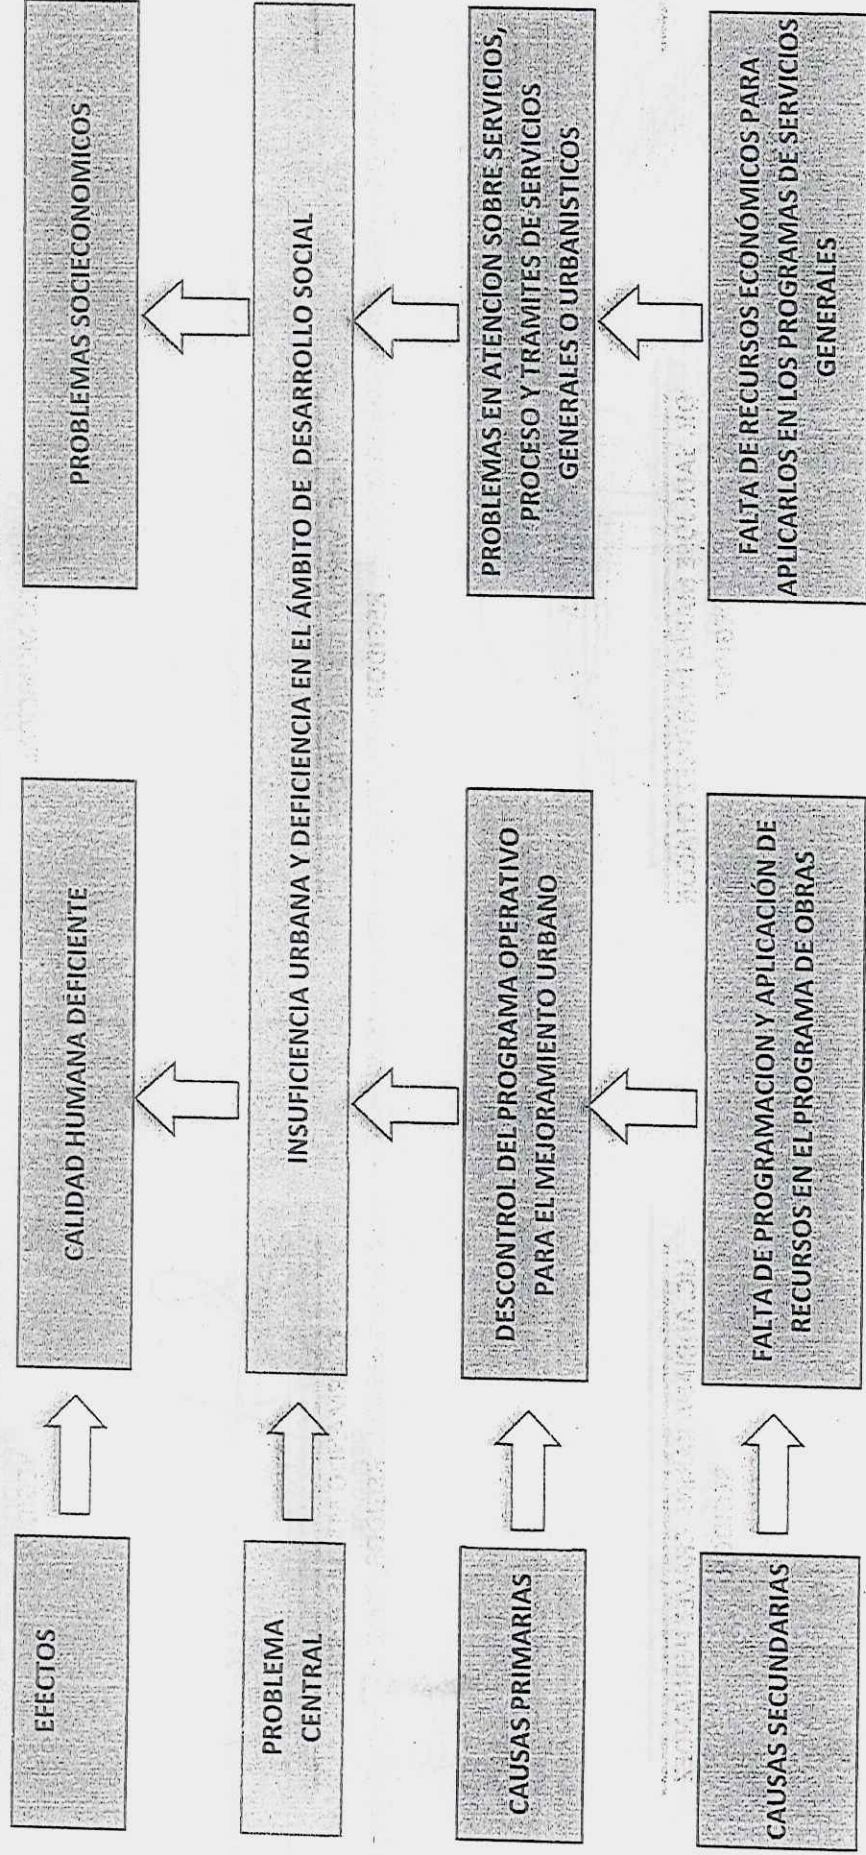 EFECTOS
CALIDAD HUMANA DEFICIENTE
PROBLEMAS SOCIECONOMICOS
PROBLEMA
CENTRAL
INSUFICIENCIA URBANA Y DEFICIENCIA EN EL ÁMBITO DE DESARROLLO SOCIAL
CAUSAS PRIMARIAS
DESCONTROL DEL PROGRAMA OPERATIVO
PARA EL MEJORAMIENTO URBANO
PROBLEMAS EN ATENCION SOBRE SERVICIOS,
PROCESO Y TRAMITES DE SERVICIOS
GENERALES O URBANISTICOS
CAUSAS SECUNDARIAS
FALTA DE PROGRAMACION Y APLICACIÓN DE
RECURSOS EN EL PROGRAMA DE OBRAS
FALTA DE RECURSOS ECONÓMICOS PARA
APLICARLOS EN LOS PROGRAMAS DE SERVICIOS
GENERALES